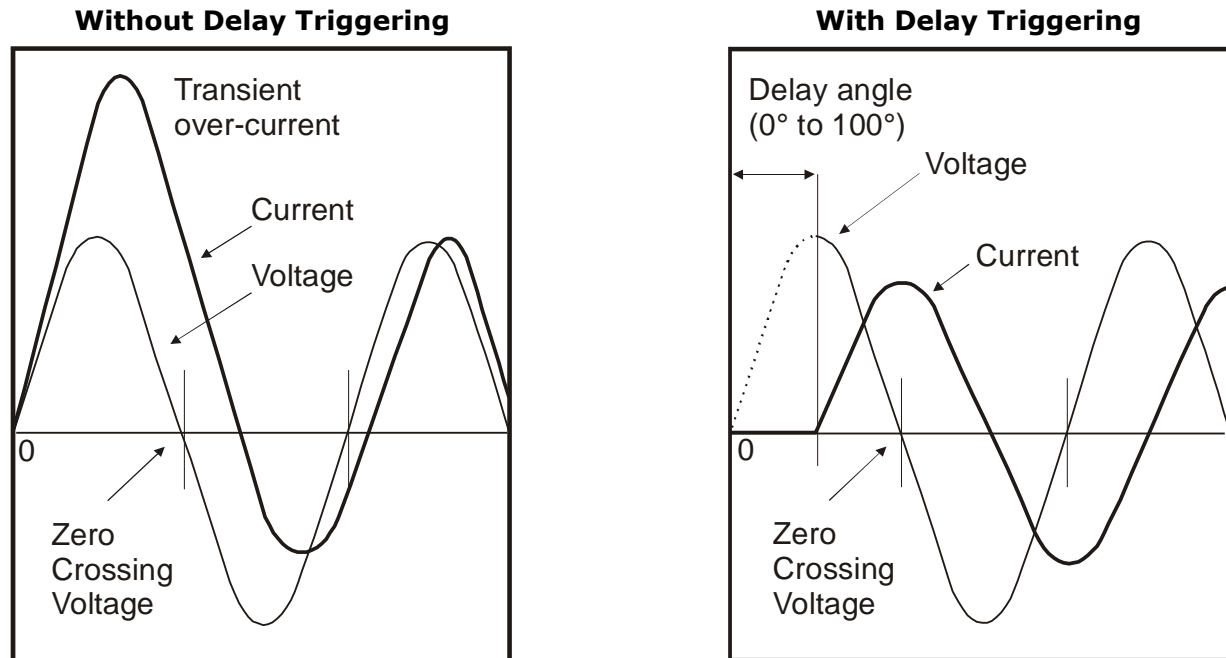 Without Delay Triggering
Transient
over-current
Current
Voltage
0
Zero
Crossing
Voltage
With Delay Triggering
Delay angle
(0° to 100°)
Voltage
Current
0
Zero
Crossing
Voltage